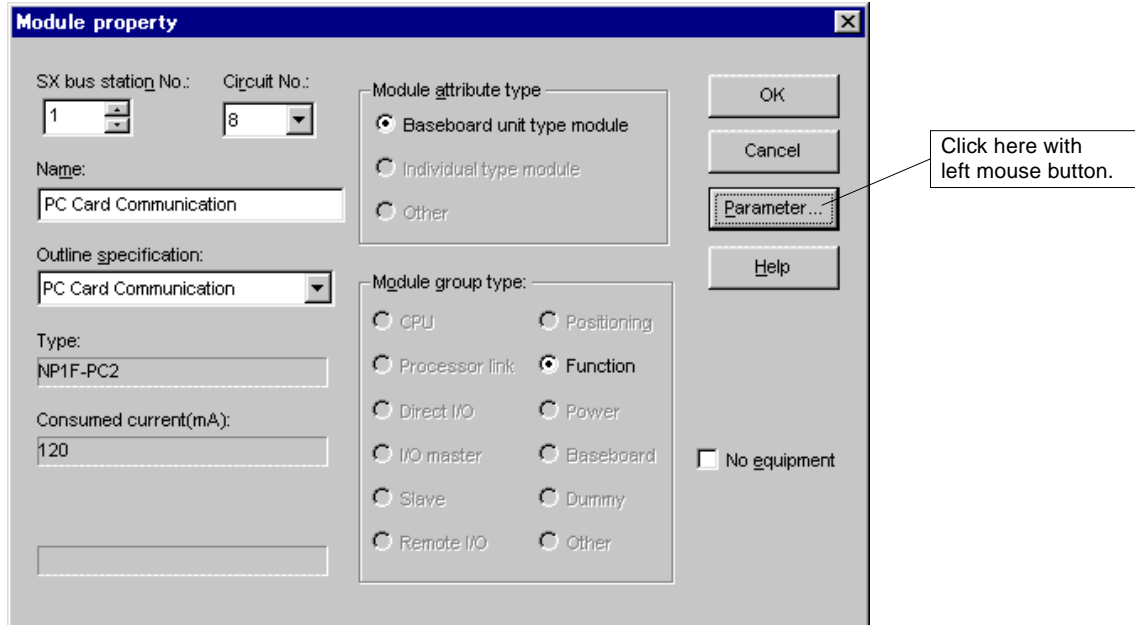 Module property
SX bus station No.:
Circuit No.:
1
8
Name:
PC Card Communication
Outline specification:
PC Card Communication
Type:
NP1F-PC2
Consumed current(mA):
120
Module attribute type
Baseboard unit type module
Individual type module
Other
Module group type:
CPU
Positioning
Processor link
Function
Direct I/O
Power
I/O master
Baseboard
Slave
Dummy
Remote I/O
Other
OK
Cancel
Parameter...
Help
No equipment
Click here with
left mouse button.